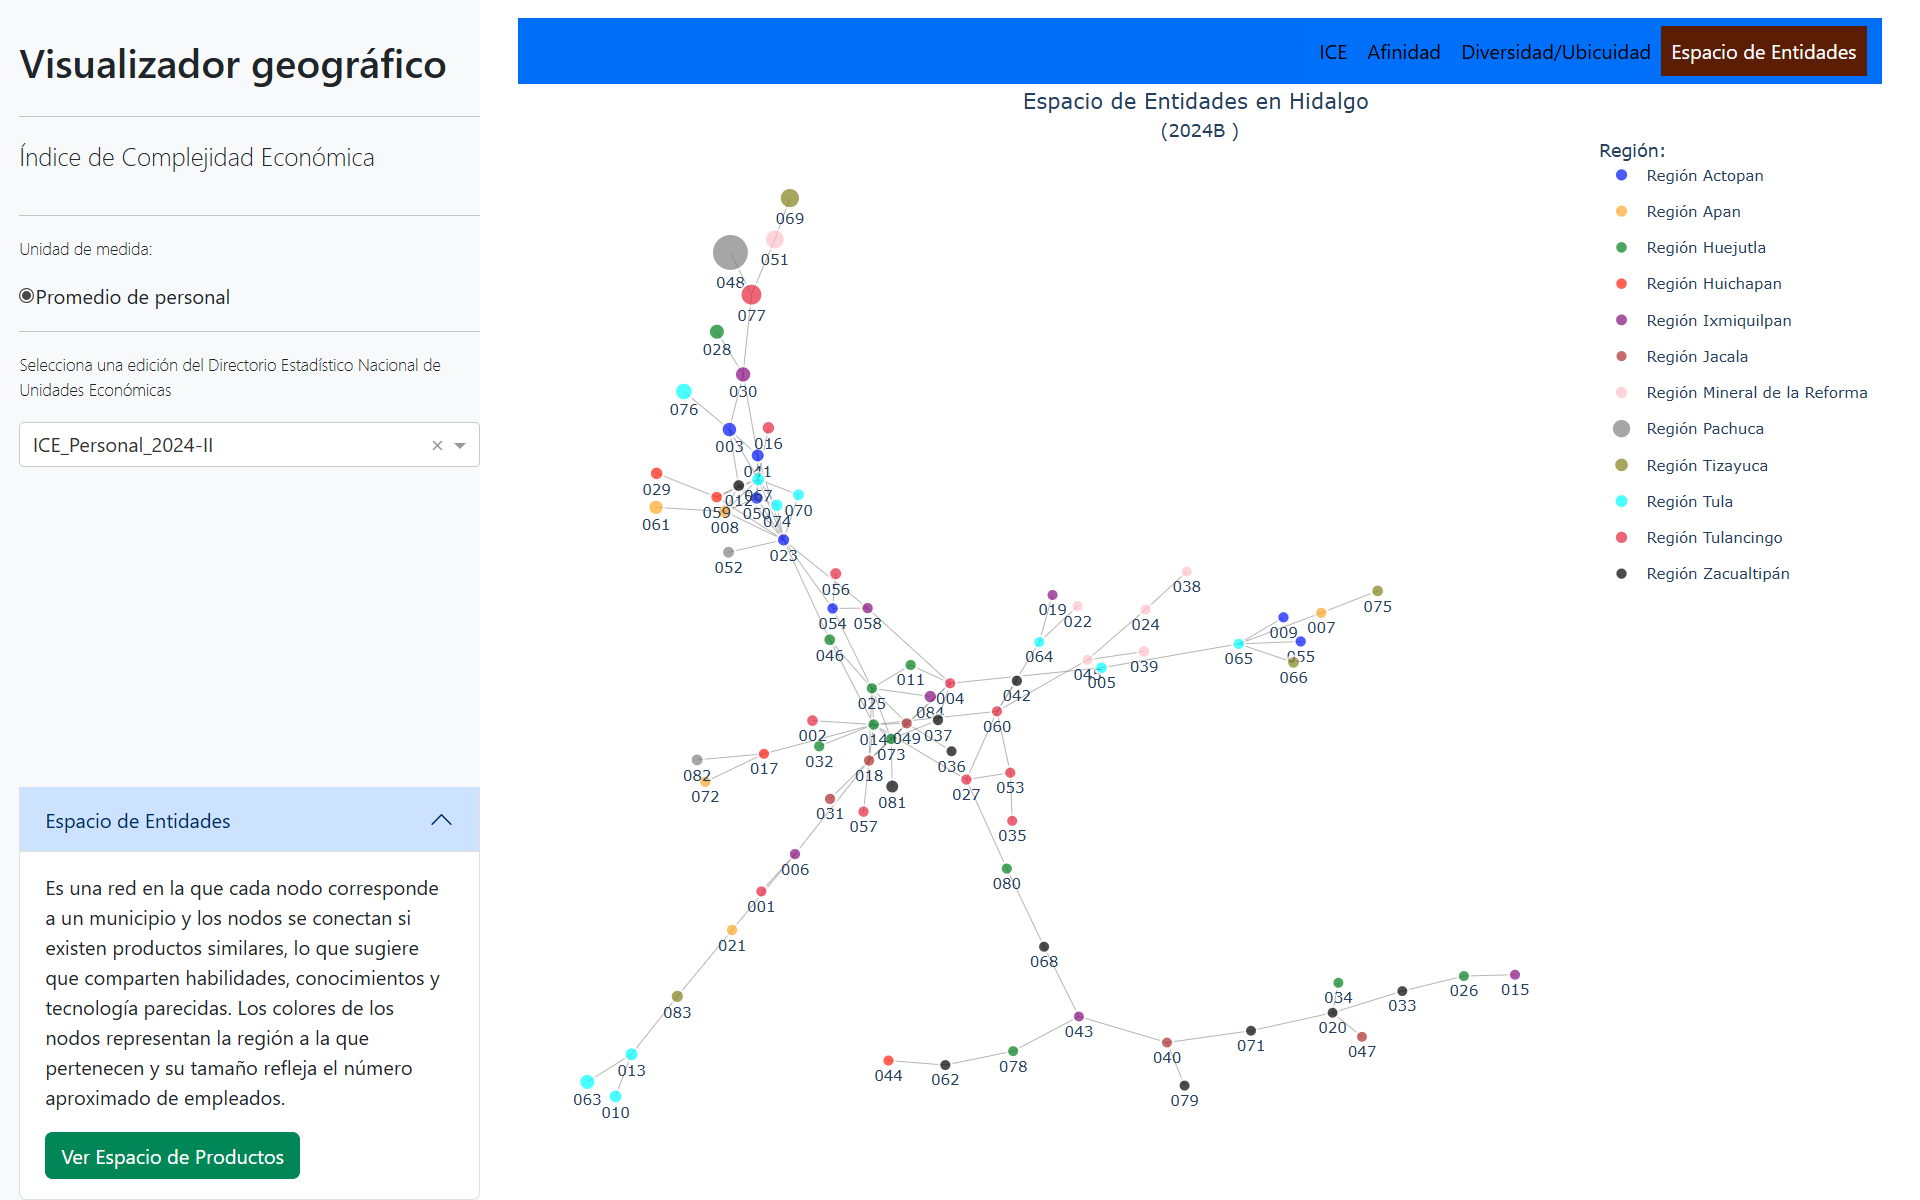 Visualizador geográfico
Índice de Complejidad Económica
Unidad de medida:
Promedio de personal
Selecciona una edición del Directorio Estadístico Nacional de
Unidades Económicas
ICE_Personal_2024-II
Espacio de Entidades
Es una red en la que cada nodo corresponde
a un municipio y los nodos se conectan si
existen productos similares, lo que sugiere
que comparten habilidades, conocimientos y
tecnología parecidas. Los colores de los
nodos representan la región a la que
pertenecen y su tamaño refleja el número
aproximado de empleados.
Ver Espacio de Productos
ICE Afinidad Diversidad/Ubicuidad Espacio de Entidades
Espacio de Entidades en Hidalgo
(2024B )
Región:
Región Actopan
Región Apan
Región Huejutla
Región Huichapan
Región Ixmiquilpan
Región Jacala
Región Mineral de la Reforma
Región Pachuca
Región Tizayuca
Región Tula
Región Tulancingo
Región Zacualtipán
069
051
048
077
028
030
076
003
016
041
029
012
067
059
050
070
061
008
074
023
052
056
054
058
046
011
025
084
004
002
014
049
037
073
032
017
082
072
018
036
081
031
057
027
053
035
060
042
064
019
022
038
024
045
005
039
065
009
007
075
055
066
006
001
021
083
013
063
010
080
068
043
044
062
078
040
079
071
020
034
047
033
026
015